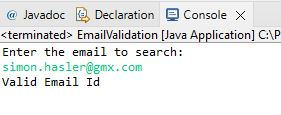 Javadoc Declaration Console
<terminated> EmailValidation [Java Application] C:\P
Enter the email to search:
simon.hasler@gmx.com
Valid Email Id